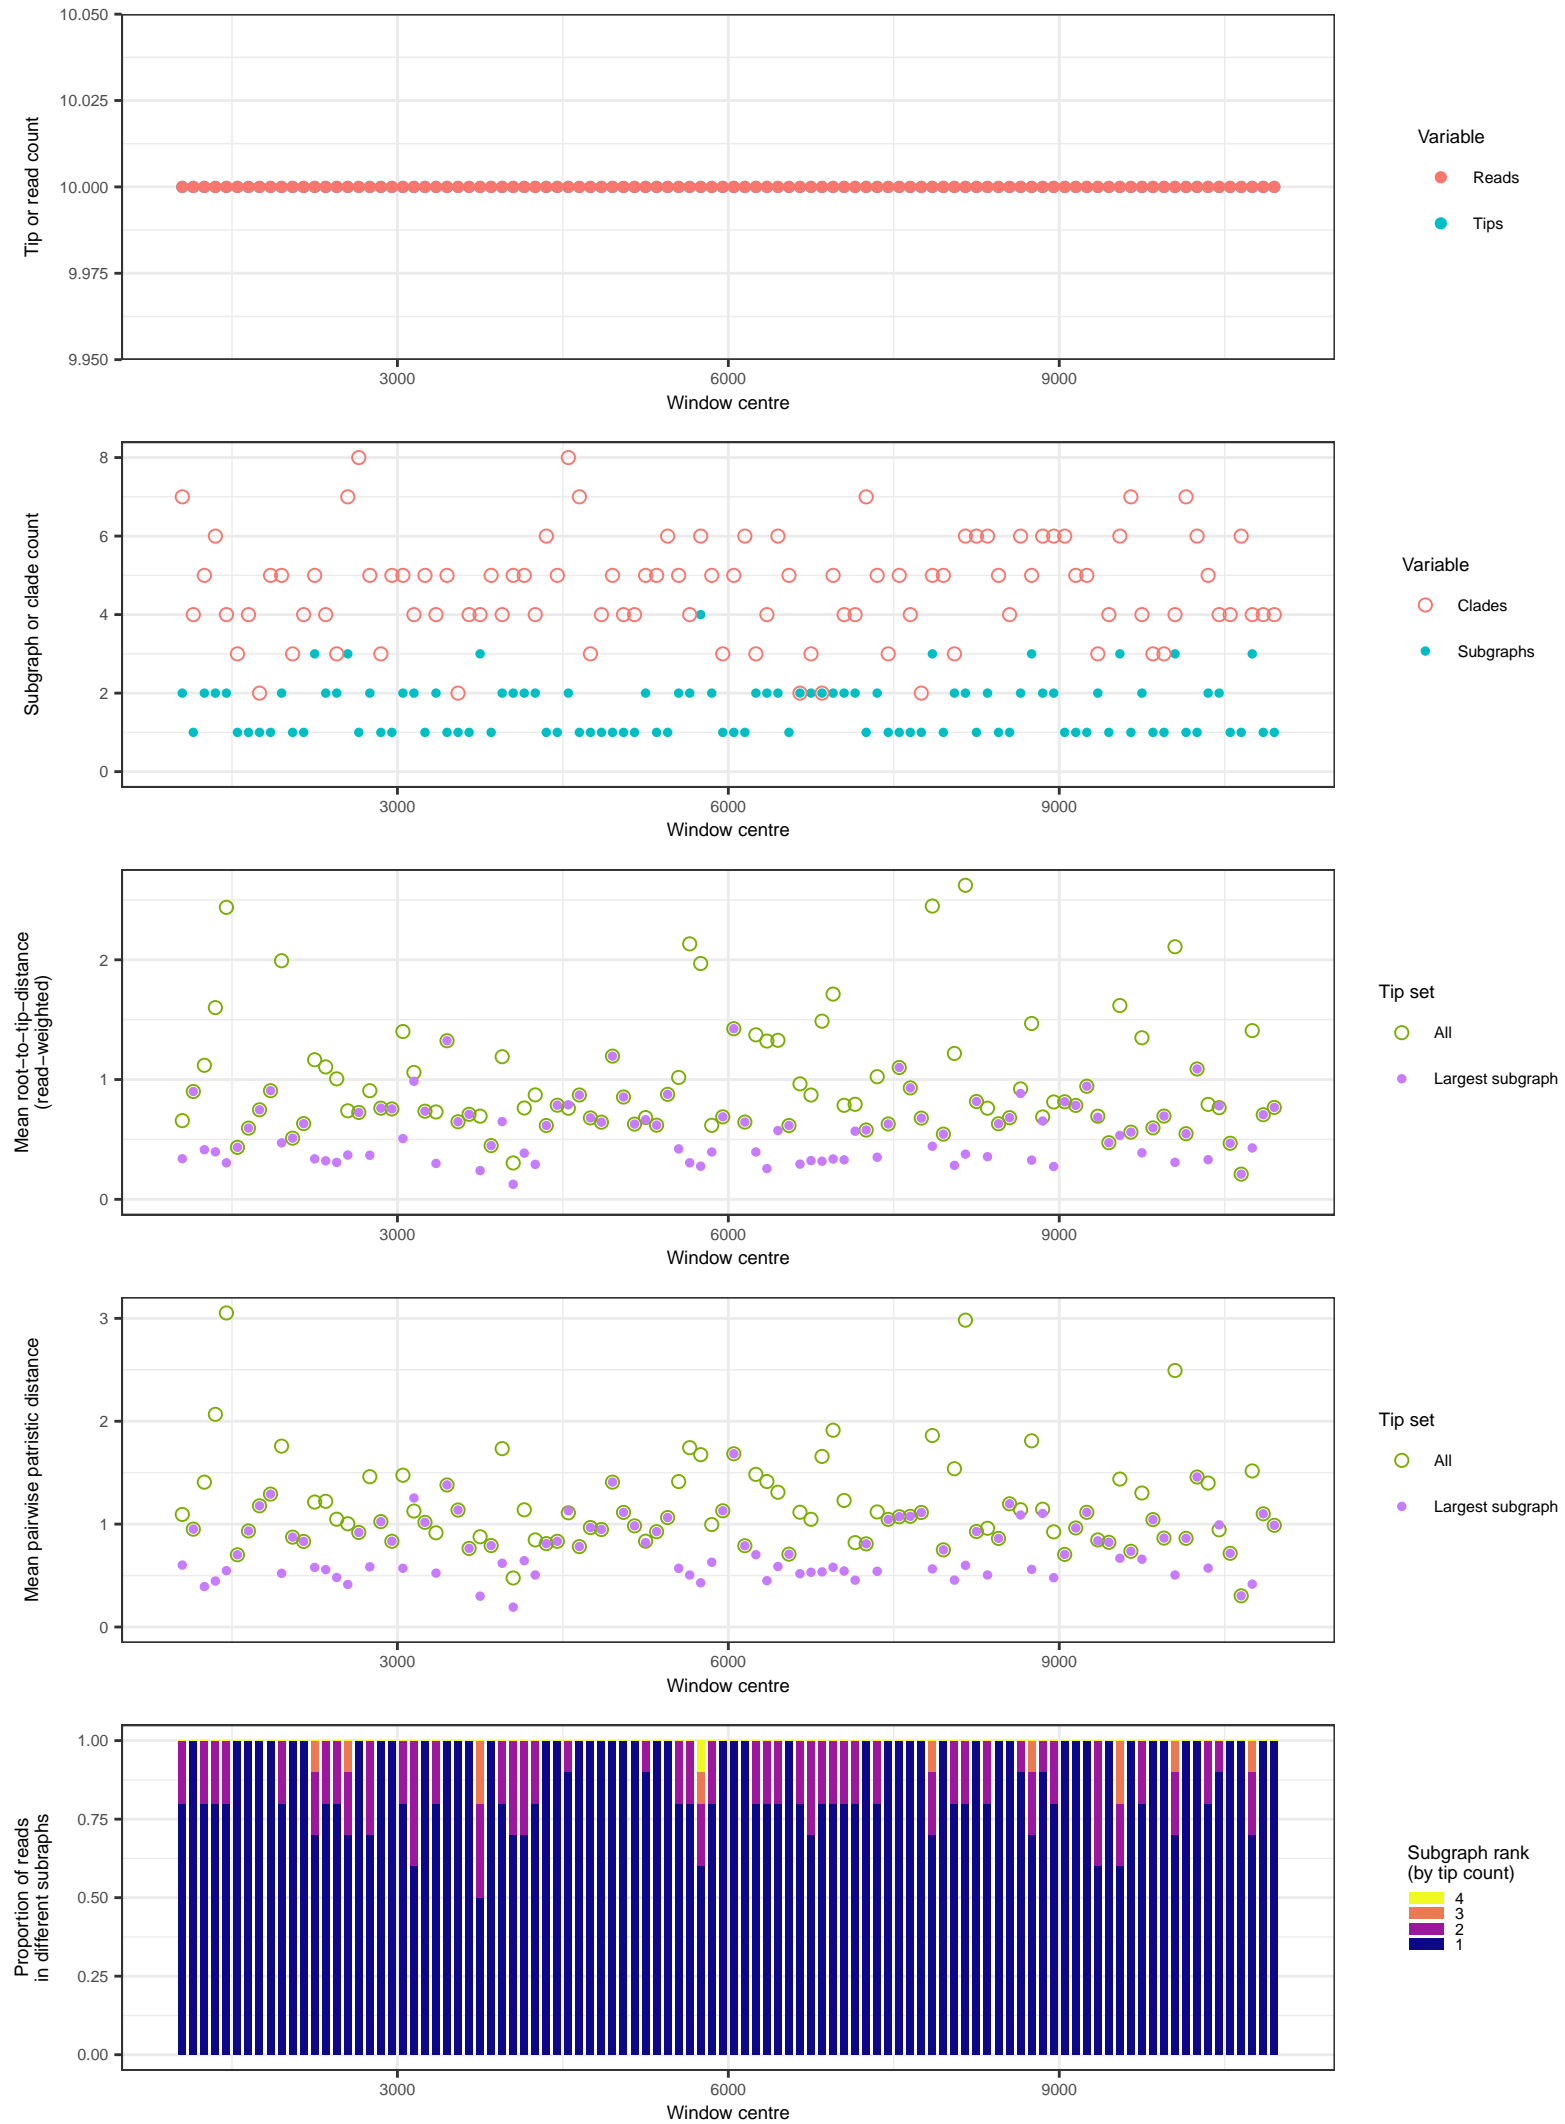 10.050
10.025
10.000
9.975
9.950
Tip or read count
3000
6000
9000
Window centre
Variable
Reads
Tips
8
6
4
2
0
Subgraph or clade count
3000
6000
9000
Window centre
Variable
Clades
Subgraphs
2
1
0
Mean root−to−tip−distance
(read−weighted)
3000
6000
9000
Window centre
Tip set
All
Largest subgraph
3
2
1
0
Mean pairwise patristic distance
3000
6000
9000
Window centre
Tip set
All
Largest subgraph
1.00
0.75
0.50
0.25
0.00
Proportion of reads
in different subraphs
3000
6000
9000
Window centre
Subgraph rank
(by tip count)
4
3
2
1